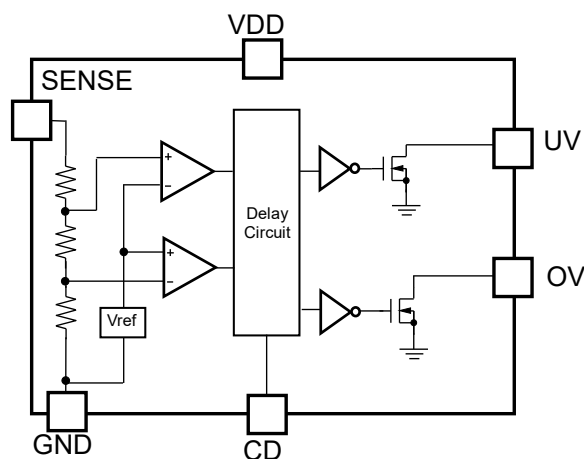 VDD
SENSE
UV
+
−
Delay
Circuit
+
−
OV
Vref
GND
CD